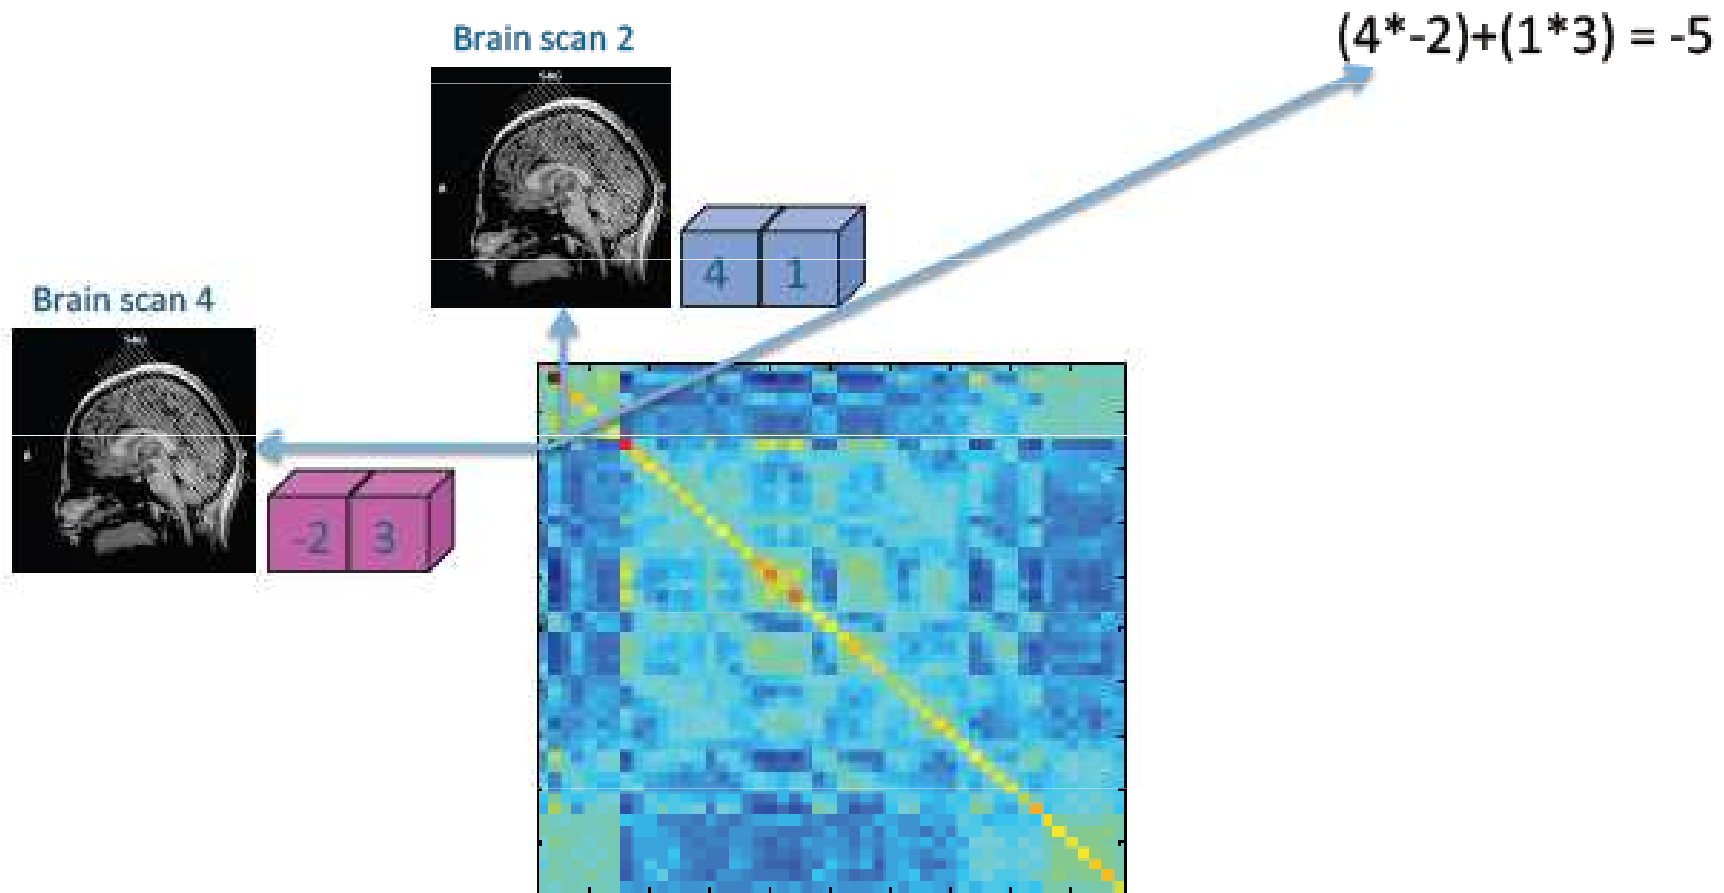 Brain scan 2
(4*-2)+(1*3) = -5
4 1
Brain scan 4
-2 3